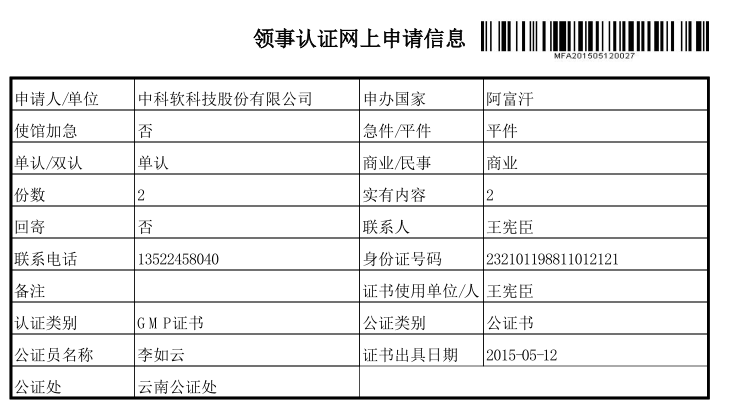 领事认证网上申请信息
MFA201505120027
申请人/单位 中科软科技股份有限公司 申办国家 阿富汗
使馆加急 否 急件/平件 平件
单认/双认 单认 商业/民事 商业
份数 2 实有内容 2
回寄 否 联系人 王宪臣
联系电话 13522458040 身份证号码 232101198811012121
备注 证书使用单位/人 王宪臣
认证类别 GMP证书 公证类别 公证书
公证员名称 李如云 证书出具日期 2015-05-12
公证处 云南公证处